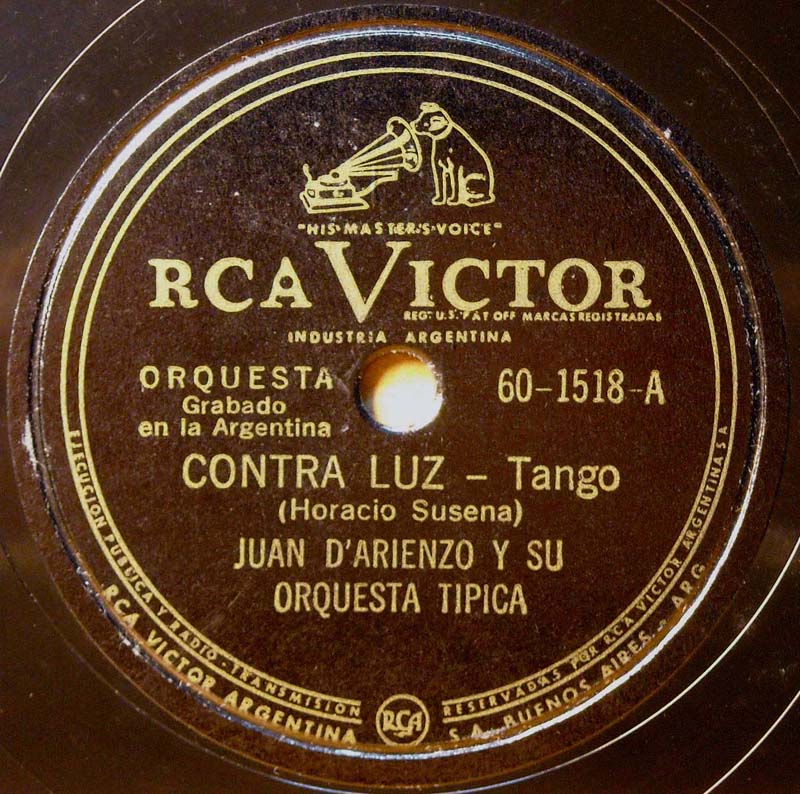 "HIS·MASTER'S·VOICE"
RCA VICTOR
REG. U.S. PAT OFF MARCAS REGISTRADAS
INDUSTRIA ARGENTINA
ORQUESTA
60-1518-A
Grabado
en la Argentina
CONTRA LUZ - Tango
(Horacio Susena)
JUAN D'ARIENZO Y SU
ORQUESTA TIPICA
EJECUCION PUBLICA Y RADIO-TRANSMISION
RESERVADAS POR RCA VICTOR ARGENTINA S.A.
RCA VICTOR ARGENTINA
S.A. BUENOS AIRES - ARG
RCA